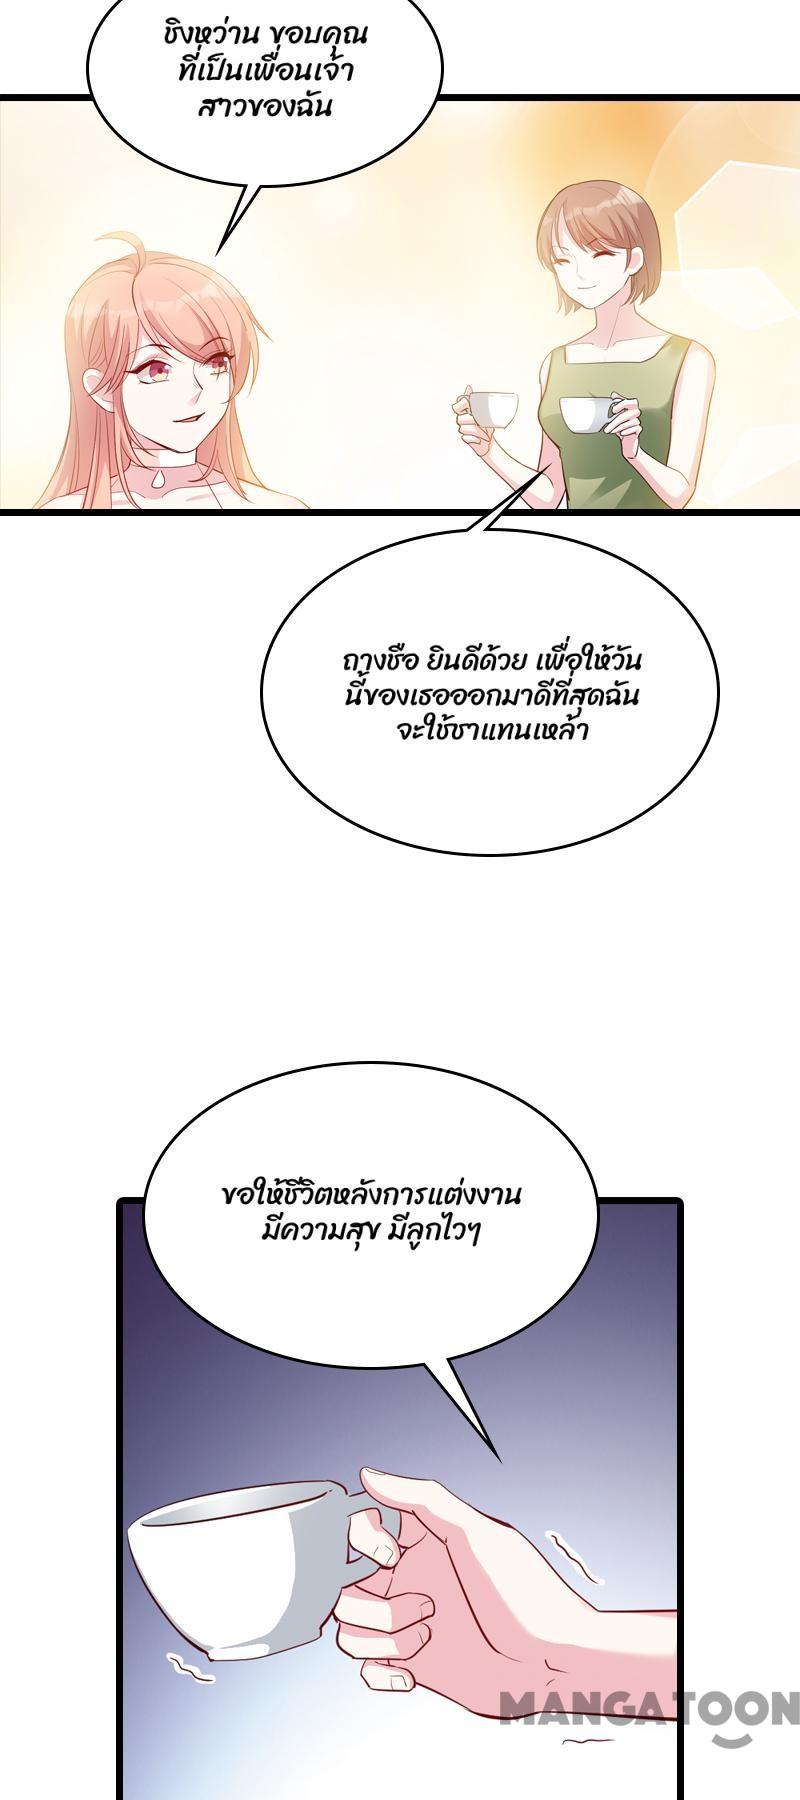 ชิงหว่าน ขอบคุณ
ที่เป็นเพื่อนเจ้า
สาวของฉัน
ถางชือ ยินดีด้วย เพื่อให้วัน
นี้ของเธอออกมาดีที่สุดฉัน
จะใช้ชาแทนเหล้า
ขอให้ชีวิตหลังการแต่งงาน
มีความสุข มีลูกไวๆ
MANGATOON